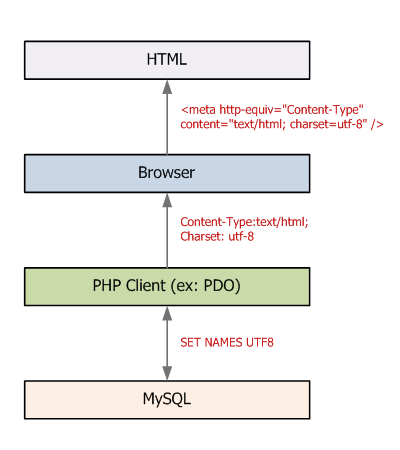 HTML
<meta http-equiv="Content-Type"
content="text/html; charset=utf-8" />
Browser
Content-Type:text/html;
Charset: utf-8
PHP Client (ex: PDO)
SET NAMES UTF8
MySQL